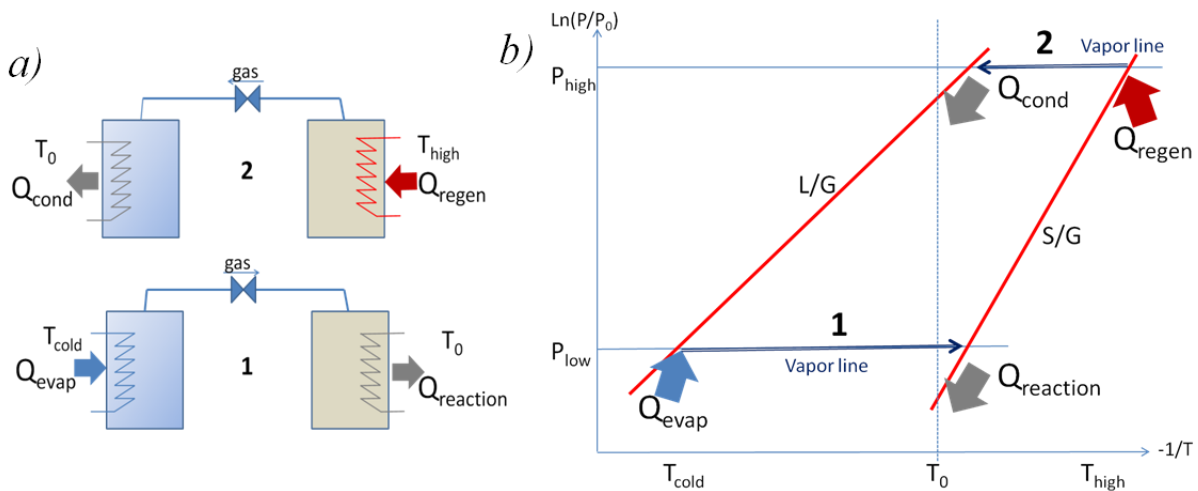 a)
gas
T0
Qcond
2
Thigh
Qregen
gas
Tcold
Qevap
1
T0
Qreaction
b)
Ln(P/P0)
2
Vapor line
Phigh
Qcond
Qregen
L/G
S/G
1
Plow
Vapor line
Qevap
Qreaction
-1/T
Tcold
T0
Thigh